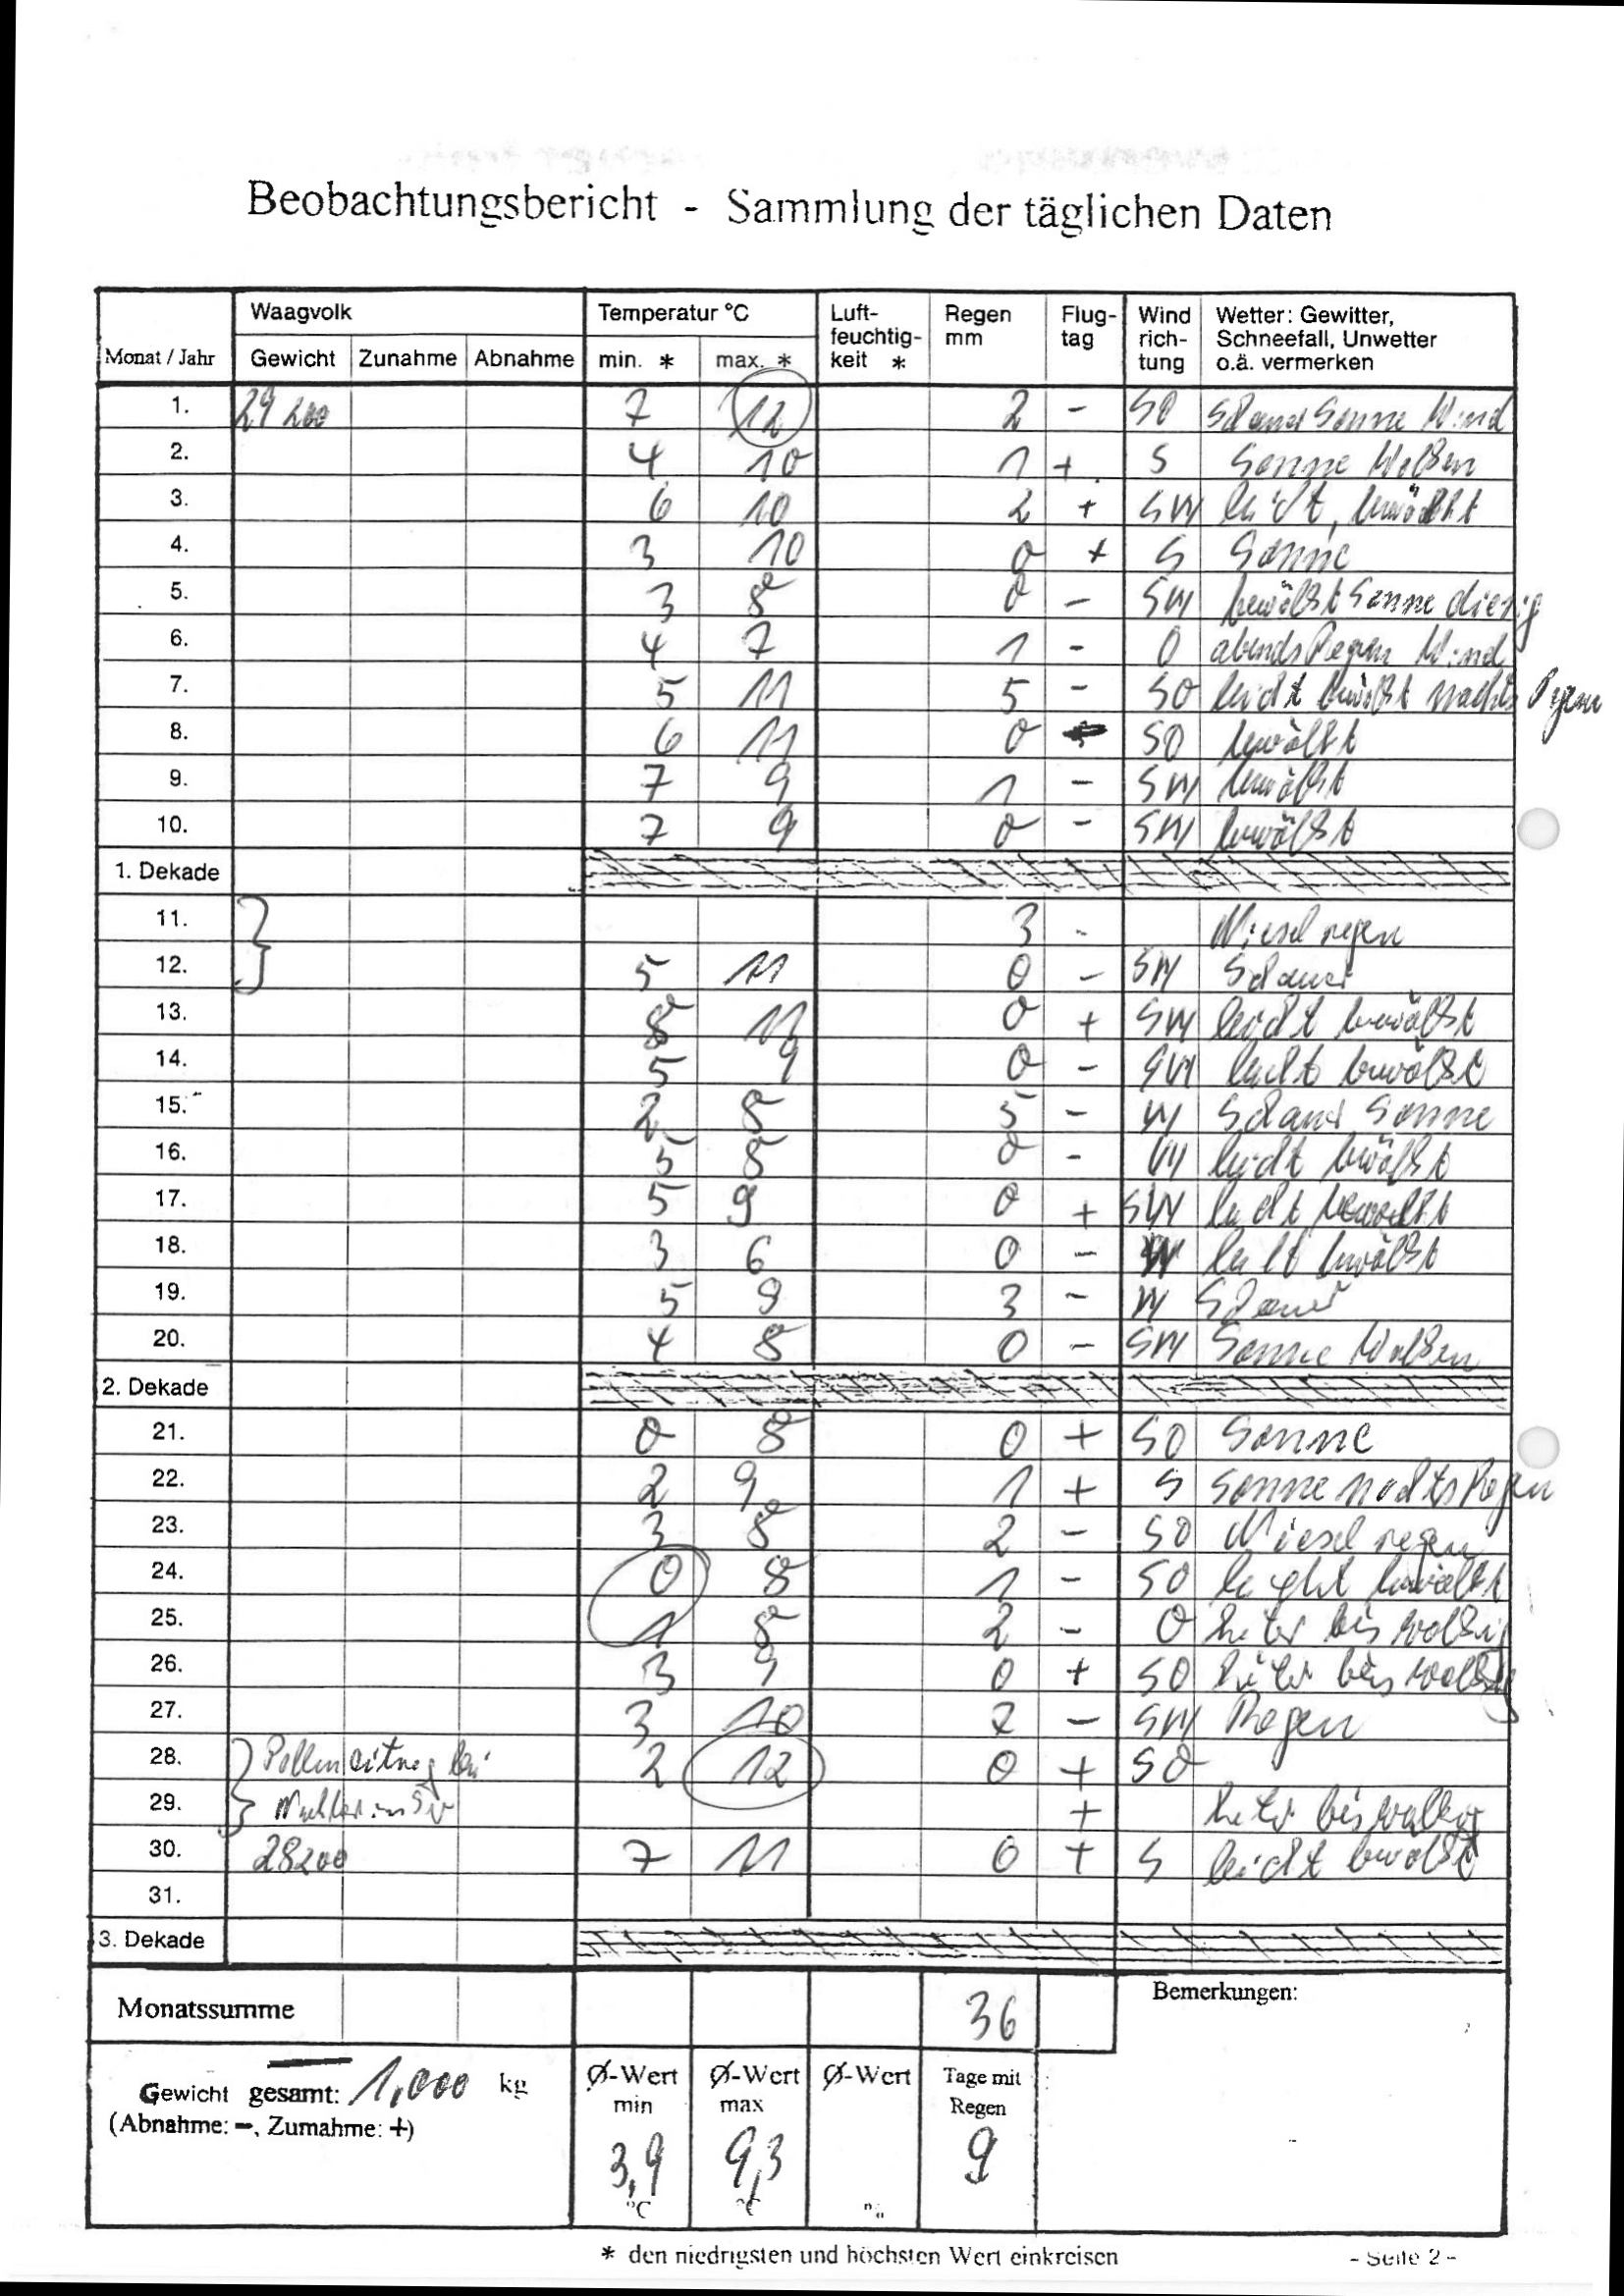 Beobachtungsbericht - Sammlung der täglichen Daten
Monat / Jahr Waagvolk Temperatur °C Luft-feuchtig-keit * Regen mm Flug-tag Wind rich-tung Wetter: Gewitter, Schneefall, Unwetter o.ä. vermerken
Gewicht Zunahme Abnahme min. * max. *
1. 29200 7 12 2 - SO Schauer Sonne Wind
2. 4 10 1 + S Sonne Wolken
3. 6 10 2 + SW leicht bewölkt
4. 3 10 0 + S Sonne
5. 3 8 0 - SW bewölkt Sonne diesig
6. 4 7 1 - O abends Regen Wind
7. 5 11 5 - SO leicht bewölkt nachts Regen
8. 6 11 0 SO bewölkt
9. 7 9 1 - SW bewölkt
10. 7 9 0 - SW bewölkt
1. Dekade
11. 3 - Nieselregen
12. 5 11 0 - SW Schauer
13. 8 11 0 + SW leicht bewölkt
14. 5 9 0 - SW leicht bewölkt
15. 2 8 5 - W Schauer Sonne
16. 5 8 0 - W leicht bewölkt
17. 5 9 0 + SW leicht bewölkt
18. 3 6 0 - W leicht bewölkt
19. 5 9 3 - W Schauer
20. 4 8 0 - SW Sonne Wolken
2. Dekade
21. 0 8 0 + SO Sonne
22. 2 9 1 + S Sonne nachts Regen
23. 3 8 2 - SO Nieselregen
24. 0 8 1 - SO leicht bewölkt
25. 1 8 2 - O heiter bis wolkig
26. 3 9 0 + SO heiter bis wolkig
27. 3 10 7 - SW Regen
28. Polleneintrag bei 2 12 0 + SO
29. + heiter bis wolkig
30. 28200 7 11 0 + S leicht bewölkt
31.
3. Dekade
Monatssumme 36 Bemerkungen:
Gewicht gesamt: - 1,000 kg
(Abnahme: -, Zumahme: +)
Ø-Wert min 3,9 °C
Ø-Wert max 9,3 °C
Ø-Wert
Tage mit Regen 9
* den niedrigsten und höchsten Wert einkreisen
- Seite 2 -